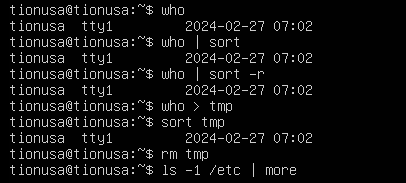 tionusa@tionusa:~$ who
tionusa  tty1         2024-02-27 07:02
tionusa@tionusa:~$ who | sort
tionusa  tty1         2024-02-27 07:02
tionusa@tionusa:~$ who | sort -r
tionusa  tty1         2024-02-27 07:02
tionusa@tionusa:~$ who > tmp
tionusa@tionusa:~$ sort tmp
tionusa  tty1         2024-02-27 07:02
tionusa@tionusa:~$ rm tmp
tionusa@tionusa:~$ ls -1 /etc | more